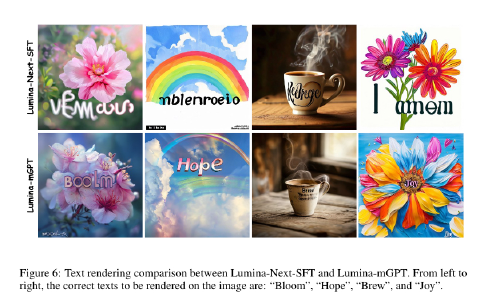 Lumina-Next-SFT
Lumina-mGPT
BOOLM
Hope
Brew
Joy
I amem
Figure 6: Text rendering comparison between Lumina-Next-SFT and Lumina-mGPT. From left to
right, the correct texts to be rendered on the image are: “Bloom”, “Hope”, “Brew”, and “Joy”.